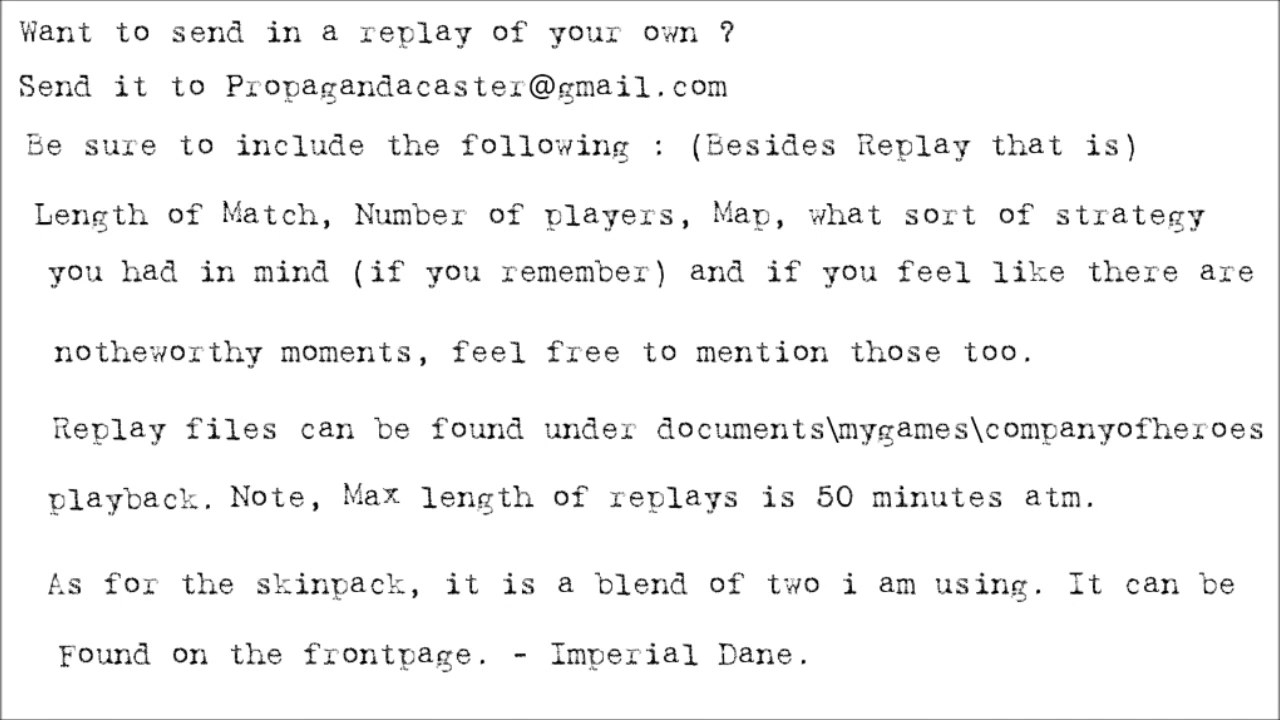 Want to send in a replay of your own ?
Send it to Propagandacaster@gmail.com
Be sure to include the following : (Besides Replay that is)
Length of Match, Number of players, Map, what sort of strategy
you had in mind (if you remember) and if you feel like there are
notheworthy moments, feel free to mention those too.
Replay files can be found under documents\mygames\companyofheroes
playback. Note, Max length of replays is 50 minutes atm.
As for the skinpack, it is a blend of two i am using. It can be
Found on the frontpage. - Imperial Dane.